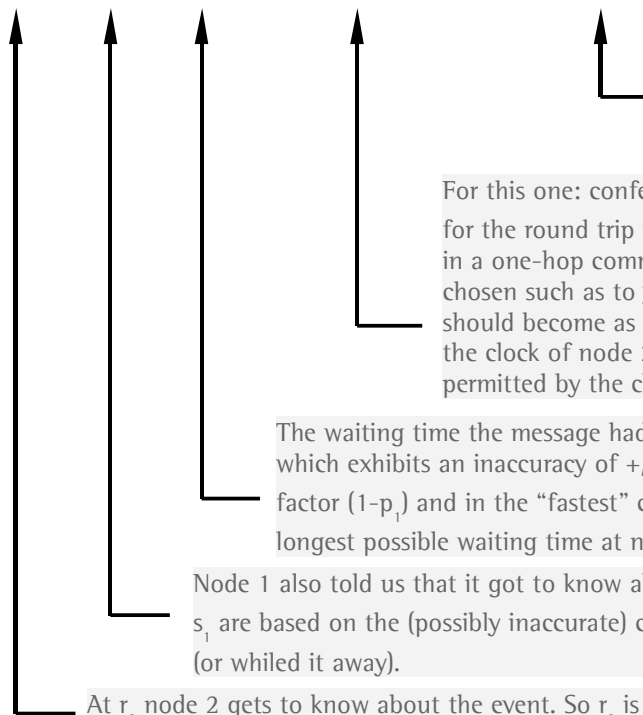 For this one: confe
for the round trip
in a one-hop comm
chosen such as to
should become as
the clock of node
permitted by the c
The waiting time the message had
which exhibits an inaccuracy of +/
factor (1-p₁) and in the “fastest” c
longest possible waiting time at n
Node 1 also told us that it got to know a
s₁ are based on the (possibly inaccurate) c
(or whiled it away).
At r node 2 gets to know about the event. So r is